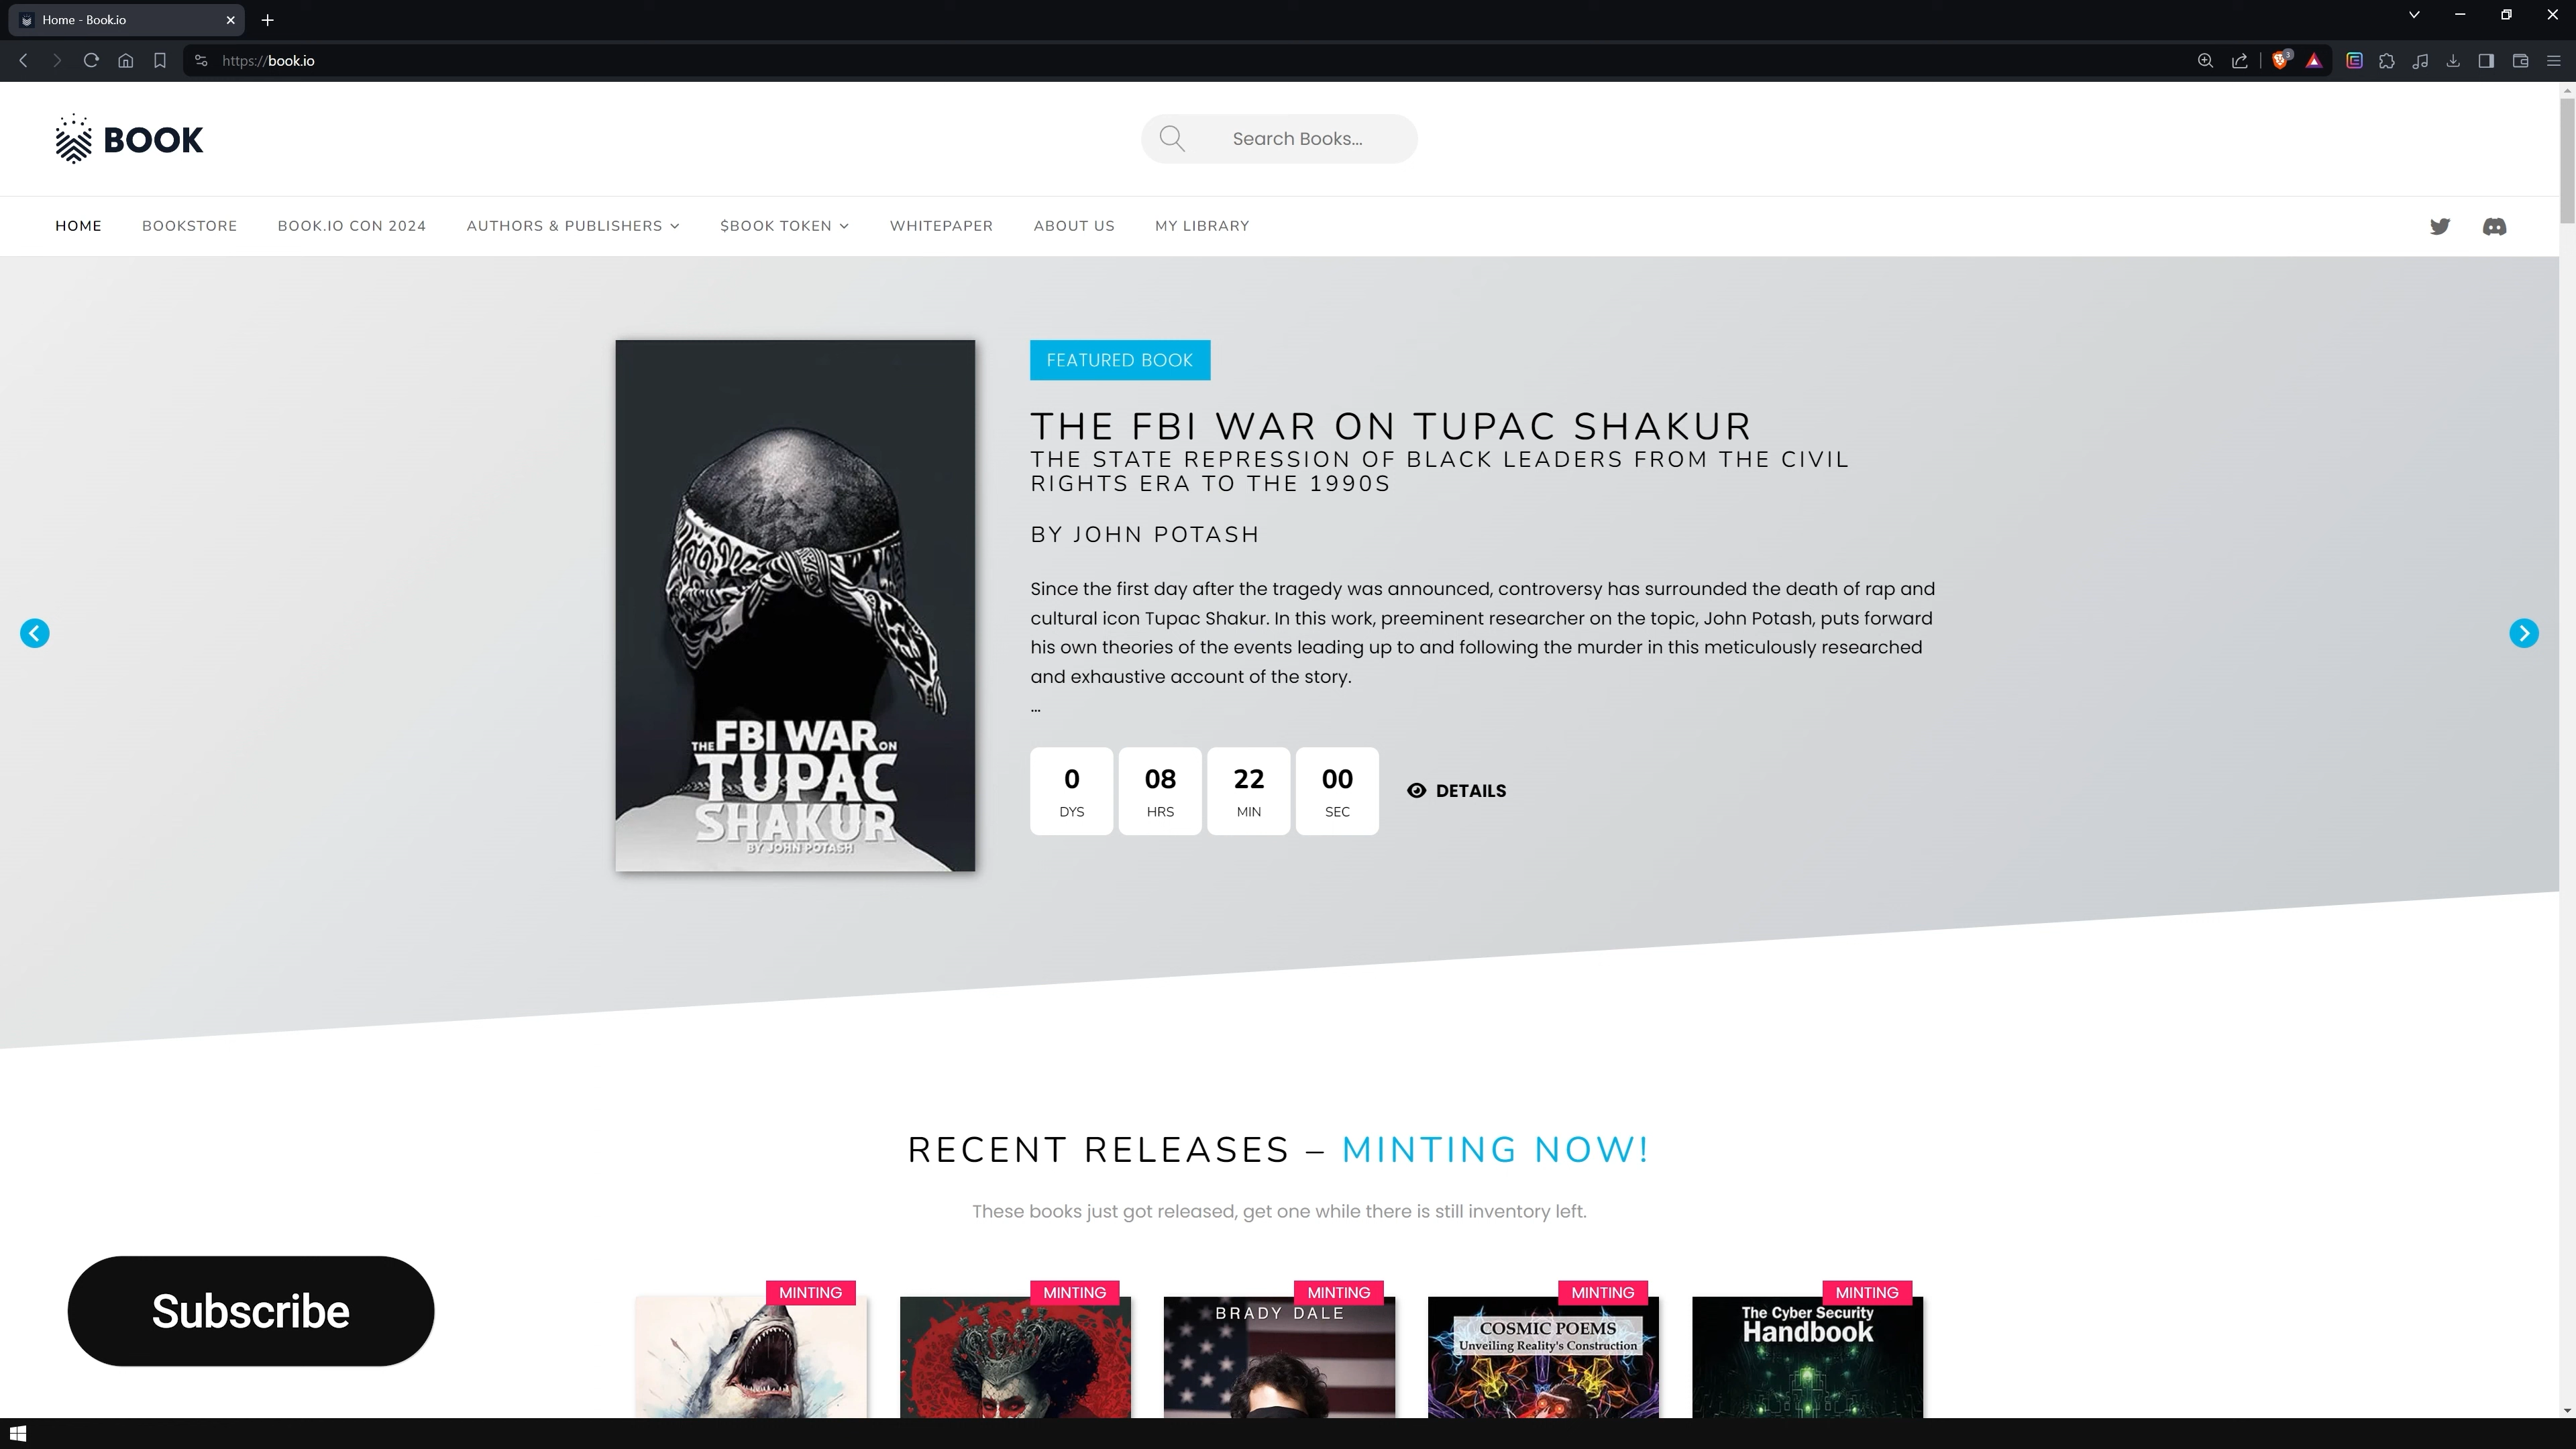 Home - Book.io
https://book.io
3
BOOK
Search Books...
HOME
BOOKSTORE
BOOK.IO CON 2024
AUTHORS & PUBLISHERS
$BOOK TOKEN
WHITEPAPER
ABOUT US
MY LIBRARY
THE FBI WAR ON
TUPAC
SHAKUR
BY JOHN POTASH
FEATURED BOOK
THE FBI WAR ON TUPAC SHAKUR
THE STATE REPRESSION OF BLACK LEADERS FROM THE CIVIL
RIGHTS ERA TO THE 1990S
BY JOHN POTASH
Since the first day after the tragedy was announced, controversy has surrounded the death of rap and
cultural icon Tupac Shakur. In this work, preeminent researcher on the topic, John Potash, puts forward
his own theories of the events leading up to and following the murder in this meticulously researched
and exhaustive account of the story.
...
0 08 22 00
DYS HRS MIN SEC
DETAILS
RECENT RELEASES – MINTING NOW!
These books just got released, get one while there is still inventory left.
Subscribe
MINTING
MINTING
MINTING
BRADY DALE
MINTING
COSMIC POEMS
Unveiling Reality's Construction
MINTING
The Cyber Security
Handbook